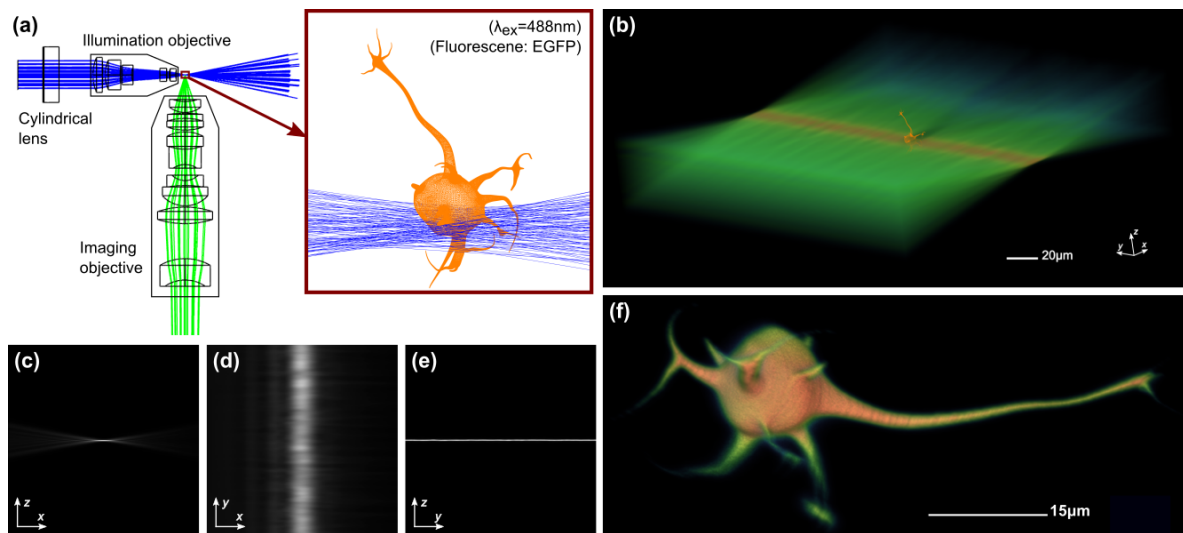 (a)
Illumination objective
Cylindrical
lens
Imaging
objective
(λex=488nm)
(Fluorescene: EGFP)
(b)
z
y
x
20µm
(c)
z
x
(d)
y
x
(e)
z
y
(f)
15µm